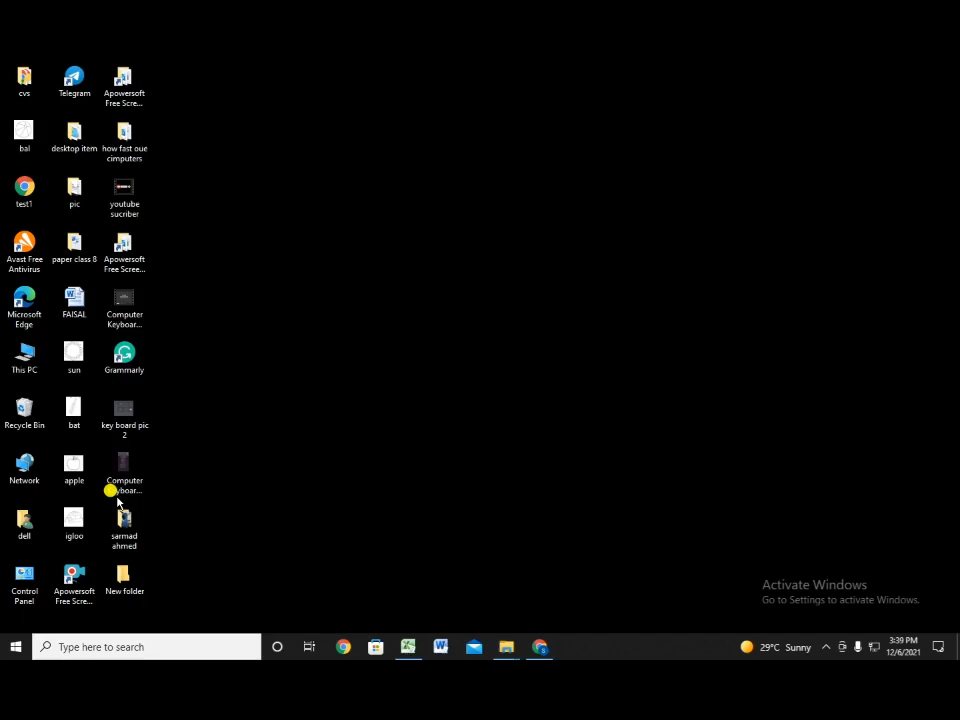 cvs
Telegram
Apowersoft
Free Scre...
bal
desktop item
how fast oue
cimputers
test1
pic
youtube
sucriber
Avast Free
Antivirus
paper class 8
Apowersoft
Free Scree...
Microsoft
Edge
FAISAL
Computer
Keyboar...
This PC
sun
Grammarly
Recycle Bin
bat
key board pic
2
Network
apple
Computer
dell
igloo
sarmad
ahmed
Control
Panel
Apowersoft
Free Scre...
New folder
Activate Windows
Go to Settings to activate Windows.
Type here to search
29°C Sunny
3:39 PM
12/6/2021